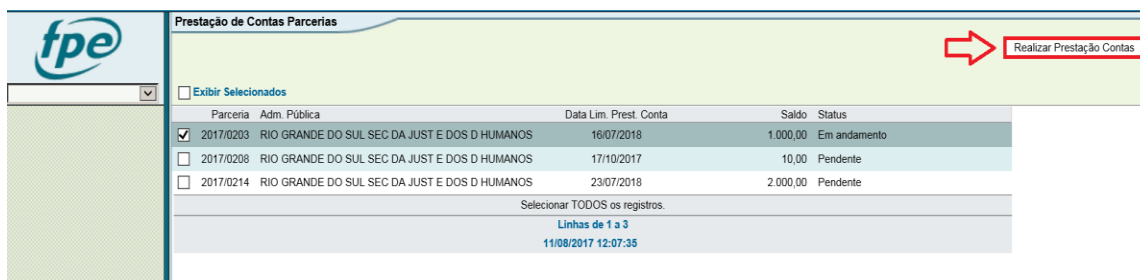 fpe
Prestação de Contas Parcerias
Realizar Prestação Contas
Exibir Selecionados
Parceria Adm. Pública Data Lim. Prest. Conta Saldo Status
2017/0203 RIO GRANDE DO SUL SEC DA JUST E DOS D HUMANOS 16/07/2018 1.000,00 Em andamento
2017/0208 RIO GRANDE DO SUL SEC DA JUST E DOS D HUMANOS 17/10/2017 10,00 Pendente
2017/0214 RIO GRANDE DO SUL SEC DA JUST E DOS D HUMANOS 23/07/2018 2.000,00 Pendente
Selecionar TODOS os registros.
Linhas de 1 a 3
11/08/2017 12:07:35